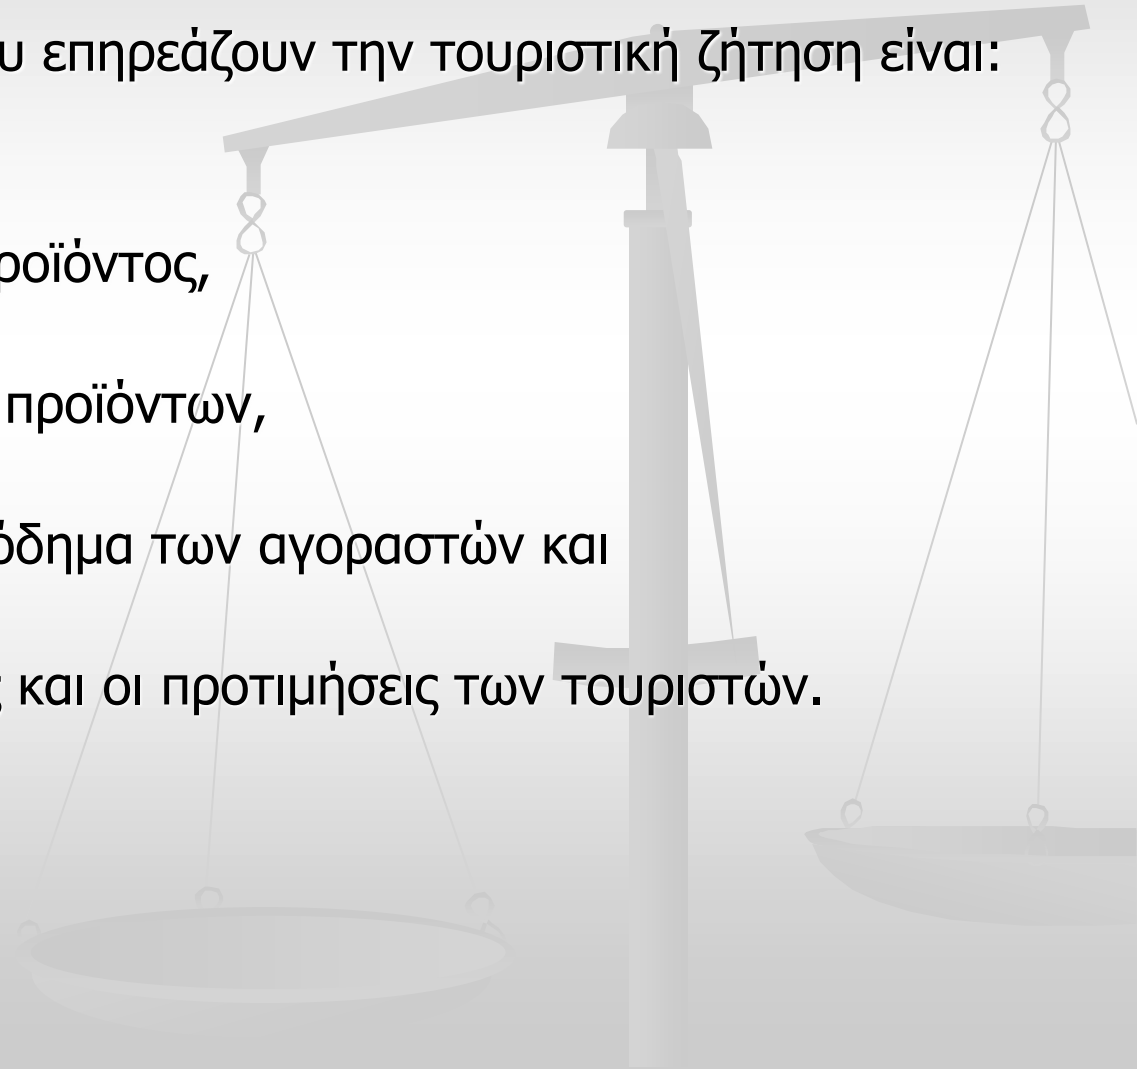 υ επηρεάζουν την τουριστική ζήτηση είναι:
ροϊόντος,
προϊόντων,
όδημα των αγοραστών και
ς και οι προτιμήσεις των τουριστών.